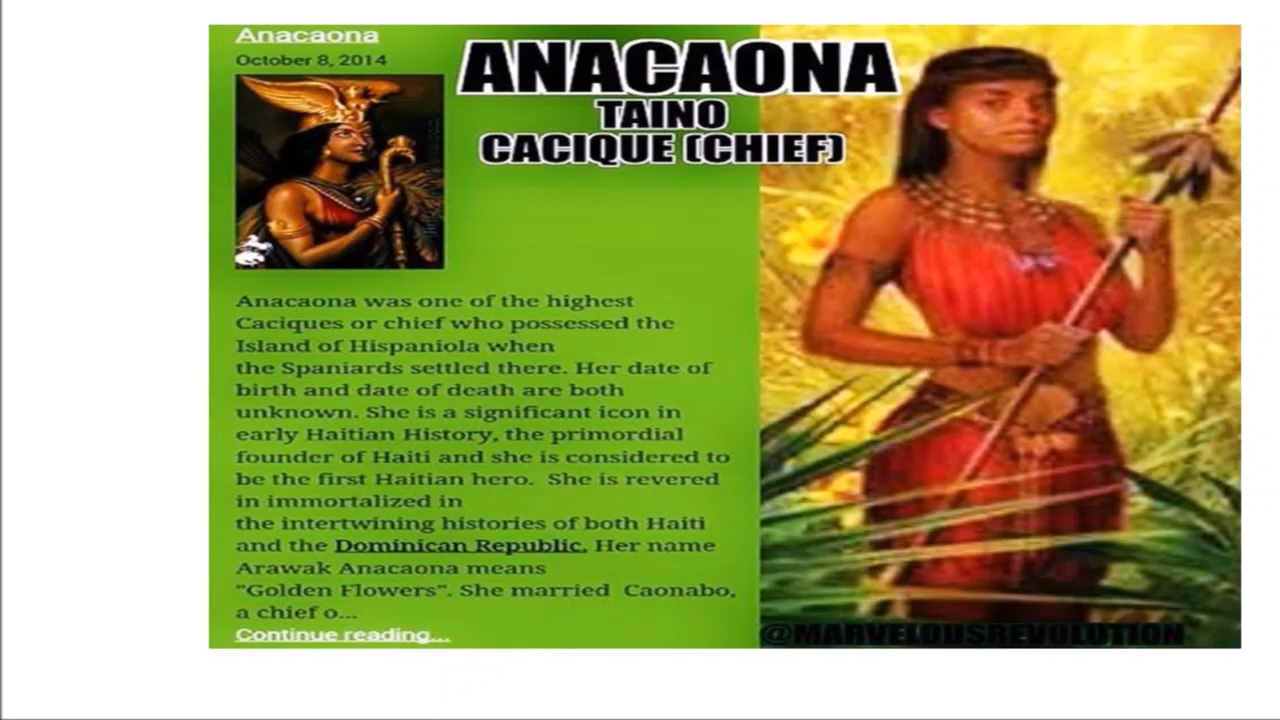 Anacaona
October 8, 2014
ANACAONA
TAINO
CACIQUE (CHIEF)
Anacaona was one of the highest
Caciques or chief who possessed the
Island of Hispaniola when
the Spaniards settled there. Her date of
birth and date of death are both
unknown. She is a significant icon in
early Haitian History, the primordial
founder of Haiti and she is considered to
be the first Haitian hero.  She is revered
in immortalized in
the intertwining histories of both Haiti
and the Dominican Republic. Her name
Arawak Anacaona means
"Golden Flowers". She married  Caonabo,
a chief o...
Continue reading...
@MARVELOUSREVOLUTION